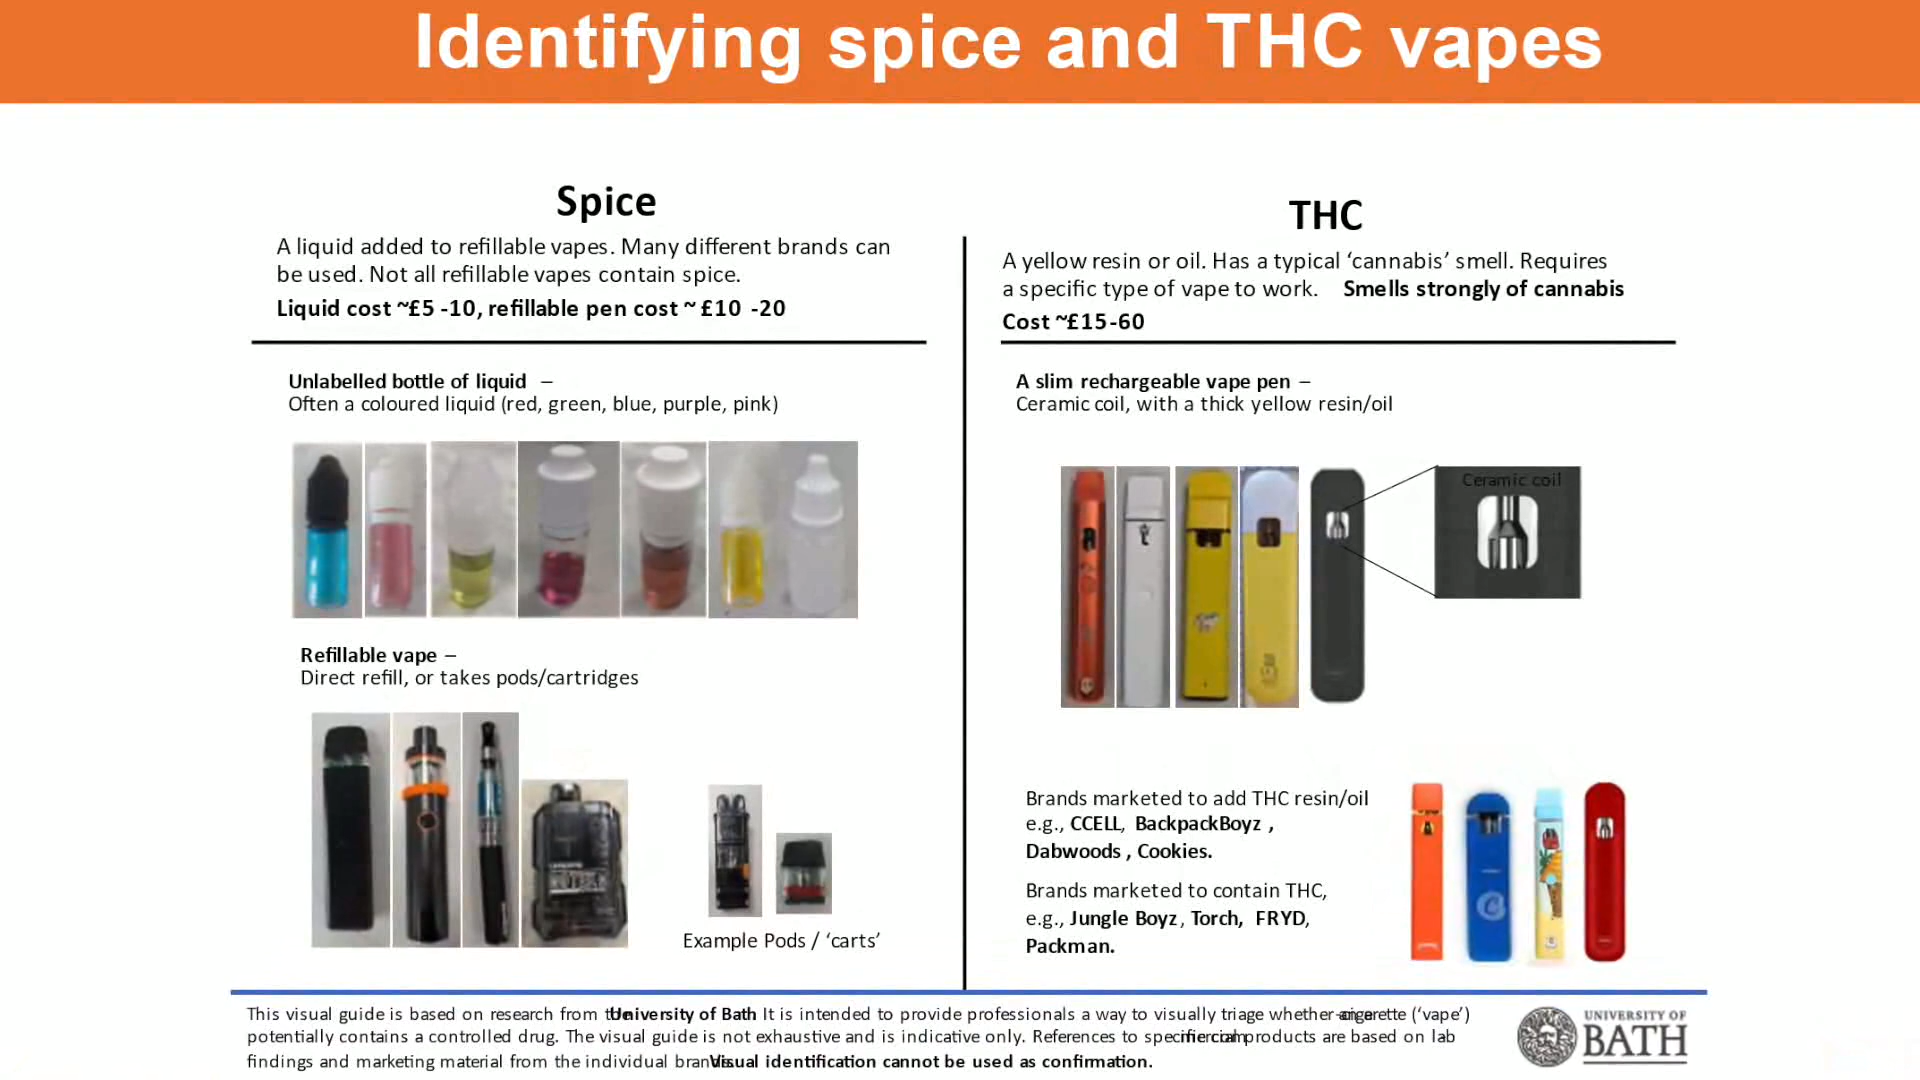 Identifying spice and THC vapes
Spice
A liquid added to refillable vapes. Many different brands can
be used. Not all refillable vapes contain spice.
Liquid cost ~£5 -10, refillable pen cost ~ £10 -20
Unlabelled bottle of liquid –
Often a coloured liquid (red, green, blue, purple, pink)
Refillable vape –
Direct refill, or takes pods/cartridges
Example Pods / ‘carts’
THC
A yellow resin or oil. Has a typical ‘cannabis’ smell. Requires
a specific type of vape to work. Smells strongly of cannabis
Cost ~£15-60
A slim rechargeable vape pen –
Ceramic coil, with a thick yellow resin/oil
Ceramic coil
Brands marketed to add THC resin/oil
e.g., CCELL, BackpackBoyz ,
Dabwoods , Cookies.
Brands marketed to contain THC,
e.g., Jungle Boyz, Torch, FRYD,
Packman.
This visual guide is based on research from the University of Bath It is intended to provide professionals a way to visually triage whether (‘vape’)
potentially contains a controlled drug. The visual guide is not exhaustive and is indicative only. References to products are based on lab
findings and marketing material from the individual brands. Visual identification cannot be used as confirmation.
UNIVERSITY OF
BATH